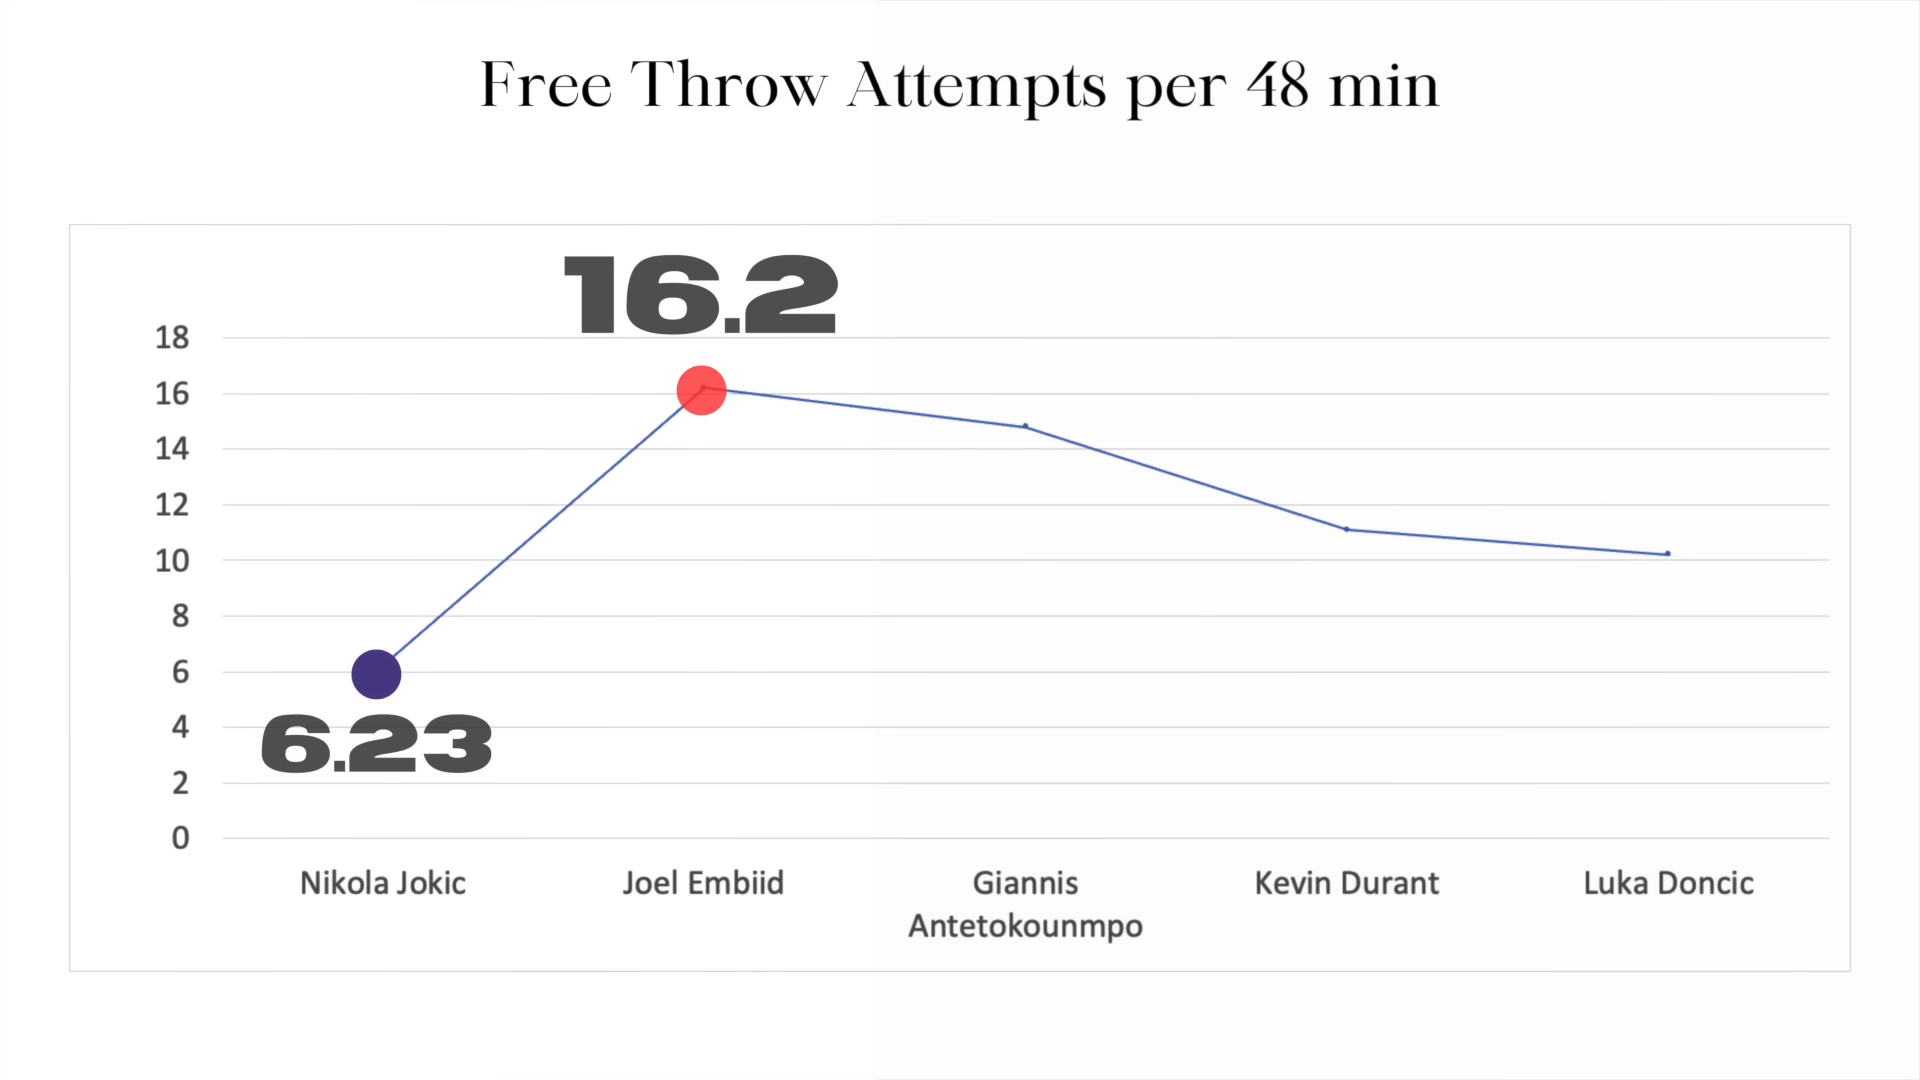 Free Throw Attempts per 48 min
16.2
18
16
14
12
10
8
6
6.23
4
2
0
Nikola Jokic
Joel Embiid
Giannis
Antetokounmpo
Kevin Durant
Luka Doncic